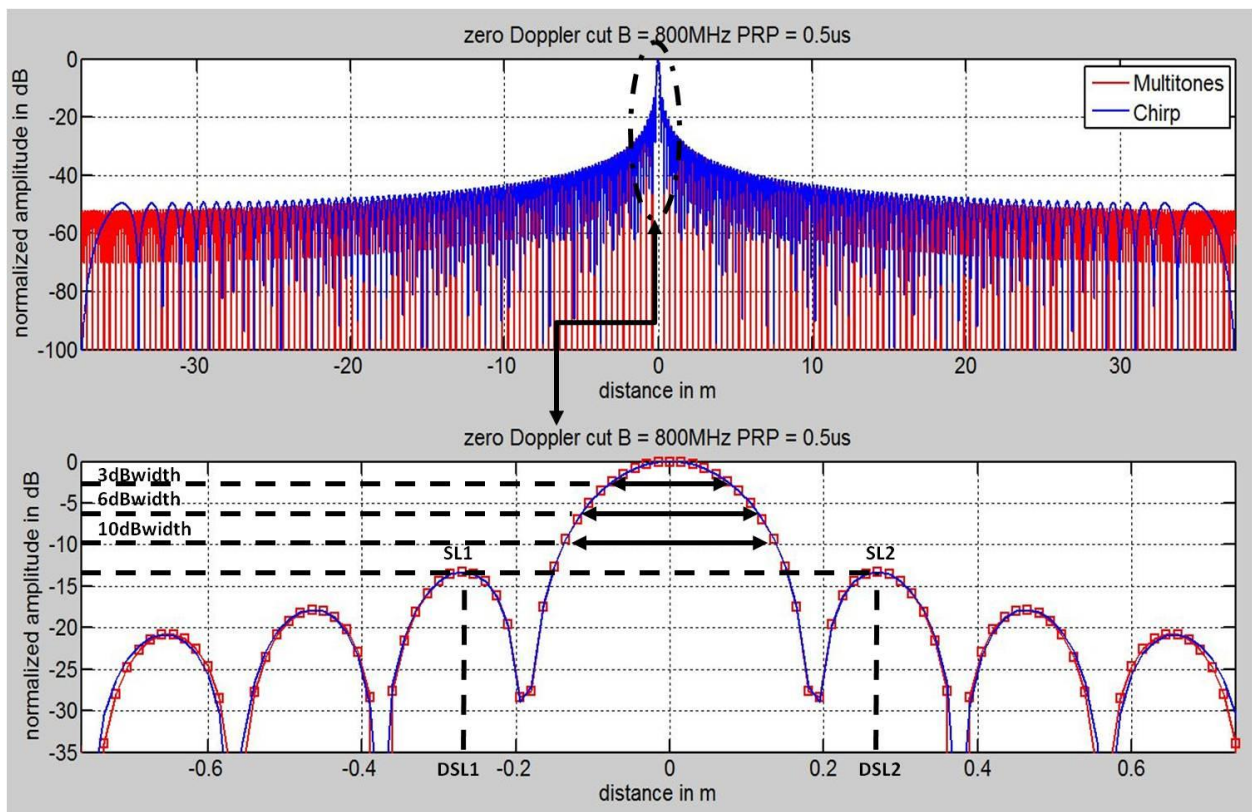 zero Doppler cut B = 800MHz PRP = 0.5us
normalized amplitude in dB
0
-20
-40
-60
-80
-100
Multitones
Chirp
-30
-20
-10
0
10
20
30
distance in m
zero Doppler cut B = 800MHz PRP = 0.5us
normalized amplitude in dB
0
-5
-10
-15
-20
-25
-30
-35
3dBwidth
6dBwidth
10dBwidth
SL1
SL2
-0.6
-0.4
DSL1
-0.2
0
0.2
DSL2
0.4
0.6
distance in m